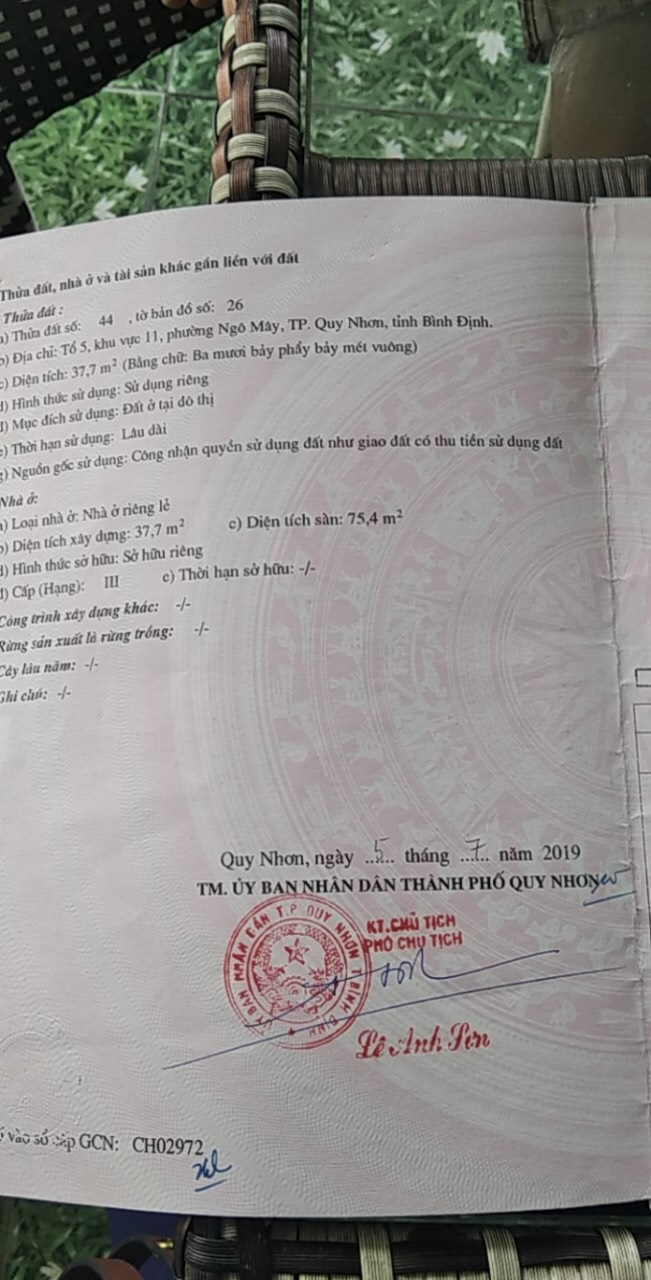 Thửa đất, nhà ở và tài sản khác gắn liền với đất
Thửa đất :
a) Thửa đất số: 44 , tờ bản đồ số: 26
b) Địa chỉ: Tổ 5, khu vực 11, phường Ngô Mây, TP. Quy Nhơn, tỉnh Bình Định.
c) Diện tích: 37,7 m² (Bằng chữ: Ba mươi bảy phẩy bảy mét vuông)
d) Hình thức sử dụng: Sử dụng riêng
đ) Mục đích sử dụng: Đất ở tại đô thị
e) Thời hạn sử dụng: Lâu dài
g) Nguồn gốc sử dụng: Công nhận quyền sử dụng đất như giao đất có thu tiền sử dụng đất
Nhà ở:
a) Loại nhà ở: Nhà ở riêng lẻ
b) Diện tích xây dựng: 37,7 m² c) Diện tích sàn: 75,4 m²
d) Hình thức sở hữu: Sở hữu riêng
đ) Cấp (Hạng): III e) Thời hạn sở hữu: -/-
Công trình xây dựng khác: -/-
Rừng sản xuất là rừng trồng: -/-
Cây lâu năm: -/-
Ghi chú: -/-
Quy Nhơn, ngày 5 tháng 7 năm 2019
TM. ỦY BAN NHÂN DÂN THÀNH PHỐ QUY NHƠN
KT.CHỦ TỊCH
PHÓ CHỦ TỊCH
ỦY BAN NHÂN DÂN T.P QUY NHƠN T. BÌNH ĐỊNH
Lê Anh Sơn
vào sổ cấp GCN: CH02972